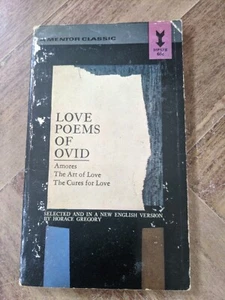 A MENTOR CLASSIC
60c
LOVE
POEMS
OF
OVID
Amores
The Art of Love
The Cures for Love
SELECTED AND IN A NEW ENGLISH VERSION
BY HORACE GREGORY